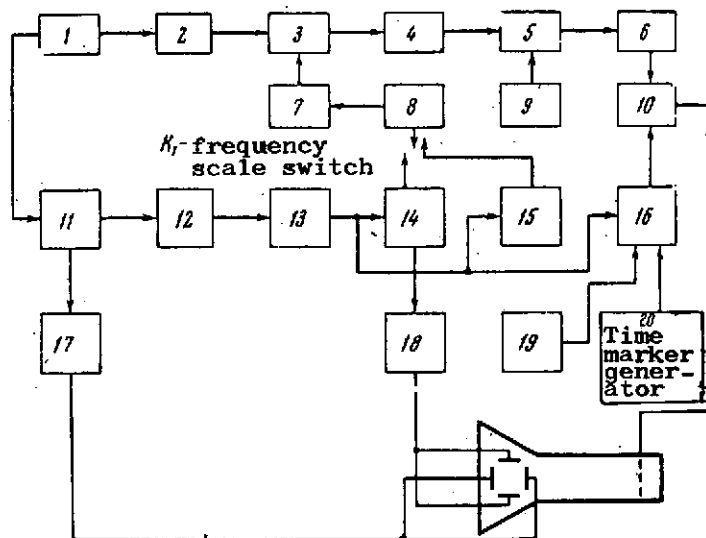 1 2 3 4 5 6
7 8 9 10
K₁-frequency
scale switch
11 12 13 14 15 16
17 18 19 20
Time
marker
gener-
ator